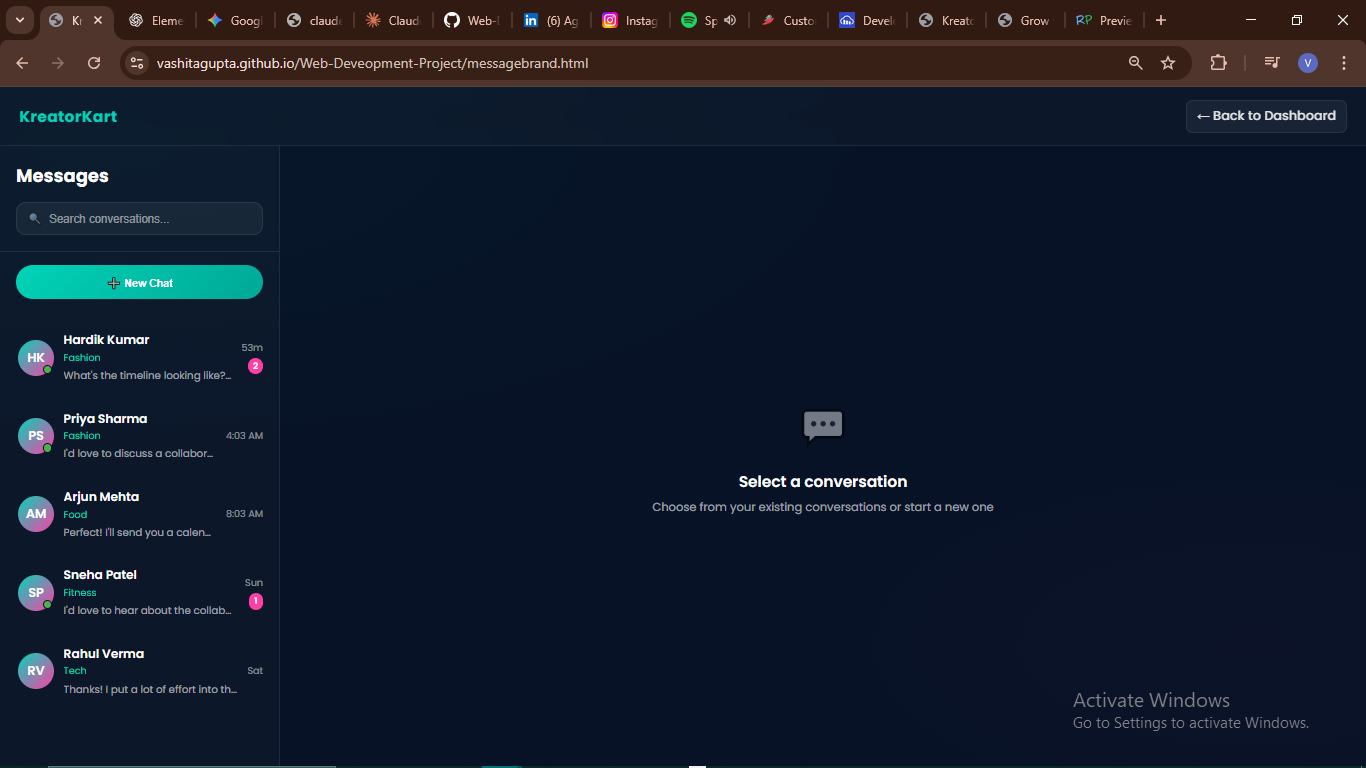 Kr
Eleme
Googl
claude
Claude
Web-D
(6) Ag
Instag
Sp
Custo
Devel
Kreato
Grow
RP Previe
vashitagupta.github.io/Web-Deveopment-Project/messagebrand.html
V
KreatorKart
← Back to Dashboard
Messages
Search conversations...
New Chat
HK
Hardik Kumar
Fashion
What's the timeline looking like?...
53m
2
PS
Priya Sharma
Fashion
I'd love to discuss a collabor...
4:03 AM
AM
Arjun Mehta
Food
Perfect! I'll send you a calen...
8:03 AM
SP
Sneha Patel
Fitness
I'd love to hear about the collab...
Sun
1
RV
Rahul Verma
Tech
Thanks! I put a lot of effort into th...
Sat
Select a conversation
Choose from your existing conversations or start a new one
Activate Windows
Go to Settings to activate Windows.